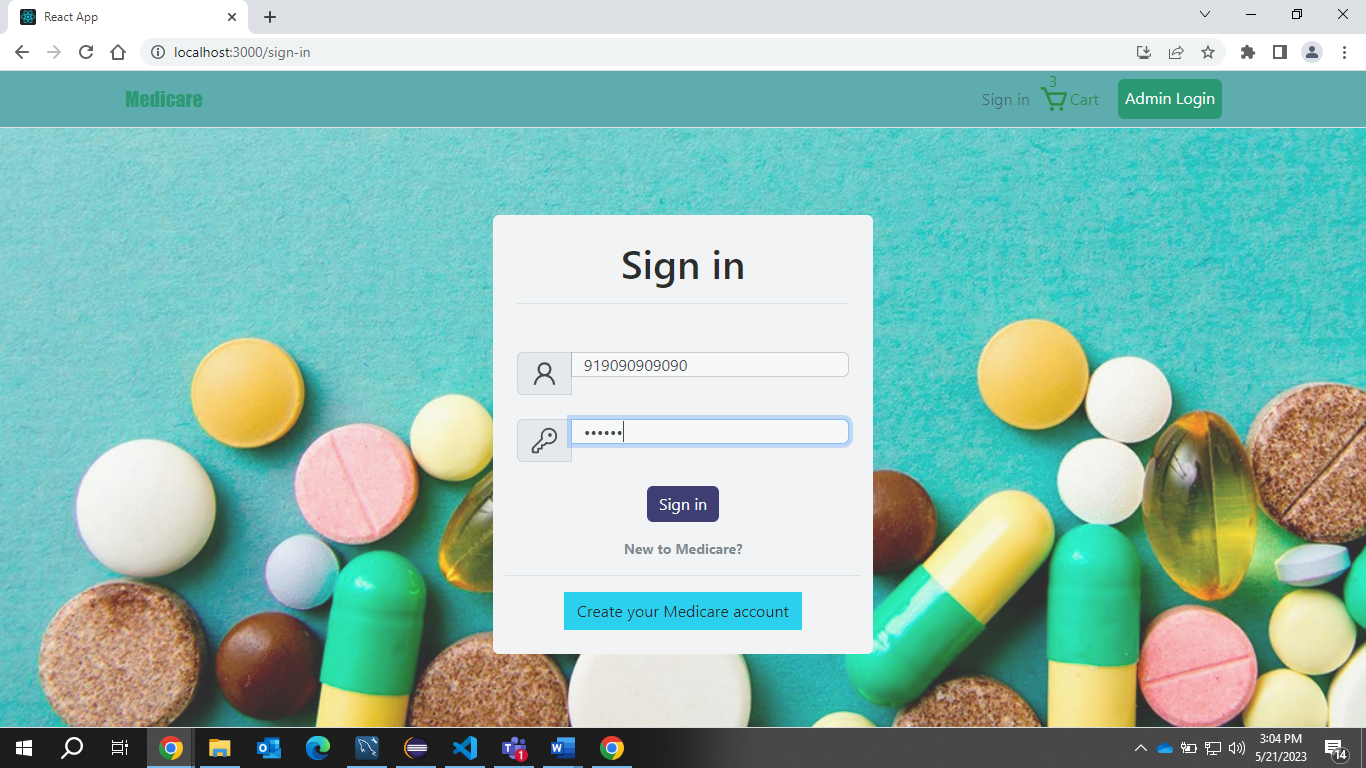 React App
localhost:3000/sign-in
Medicare
Sign in
3
Cart
Admin Login
Sign in
919090909090
••••••
Sign in
New to Medicare?
Create your Medicare account
1
3:04 PM
5/21/2023
14